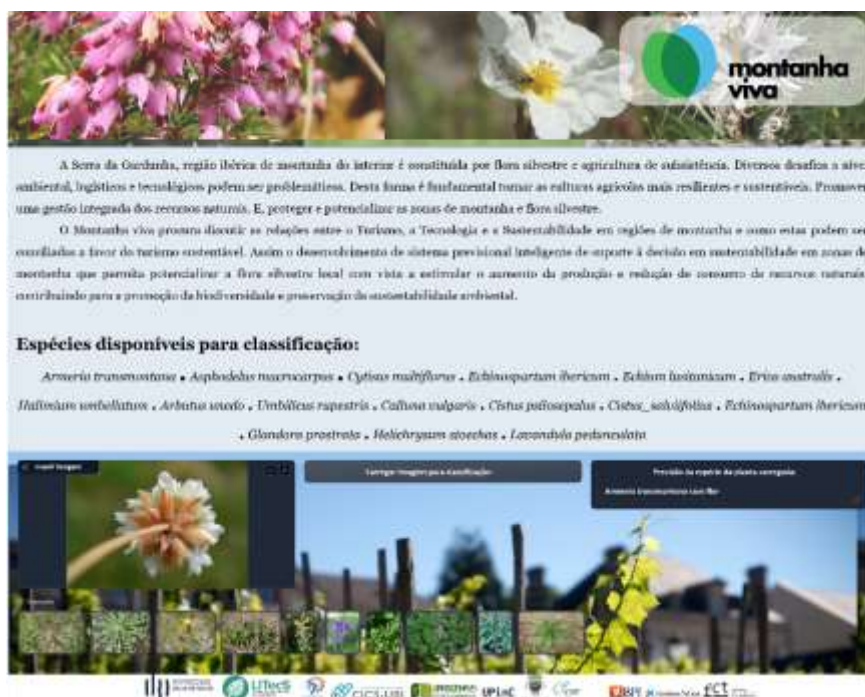 montanha
viva
A Serra da Gardunha, região ibérica de montanha do interior é constituída por flora silvestre e agricultura de subsistência. Diversos desafios a nível
ambiental, logísticos e tecnológicos podem ser problemáticos. Desta forma é fundamental tornar as culturas agrícolas mais resilientes e sustentáveis. Promover
uma gestão integrada dos recursos naturais. E, proteger e potencializar as zonas de montanha e flora silvestre.
O Montanha viva procura discutir as relações entre o Turismo, a Tecnologia e a Sustentabilidade em regiões de montanha e como estas podem ser
conciliadas a favor do turismo sustentável. Assim o desenvolvimento de sistema previsional inteligente de suporte à decisão em sustentabilidade em zonas de
montanha que permita potencializar a flora silvestre local com vista a estimular o aumento da produção e redução do consumo de recursos naturais
contribuindo para a promoção da biodiversidade e preservação da sustentabilidade ambiental.
Espécies disponíveis para classificação:
Armeria transmontana • Asphodelus macrocarpus • Cytisus multiflorus • Echinospartum ibericum • Echium lusitanicum • Erica australis •
Halimium umbellatum • Arbutus unedo • Umbilicus rupestris • Calluna vulgaris • Cistus psilosepalus • Cistus_salviifolius • Echinospartum ibericum
• Glandora prostrata • Helichrysum stoechas • Lavandula pedunculata
Carregar imagem para classificação
Previsão da espécie da planta carregada
Armeria transmontana com flor
UTecS
CICS-UBI
fct